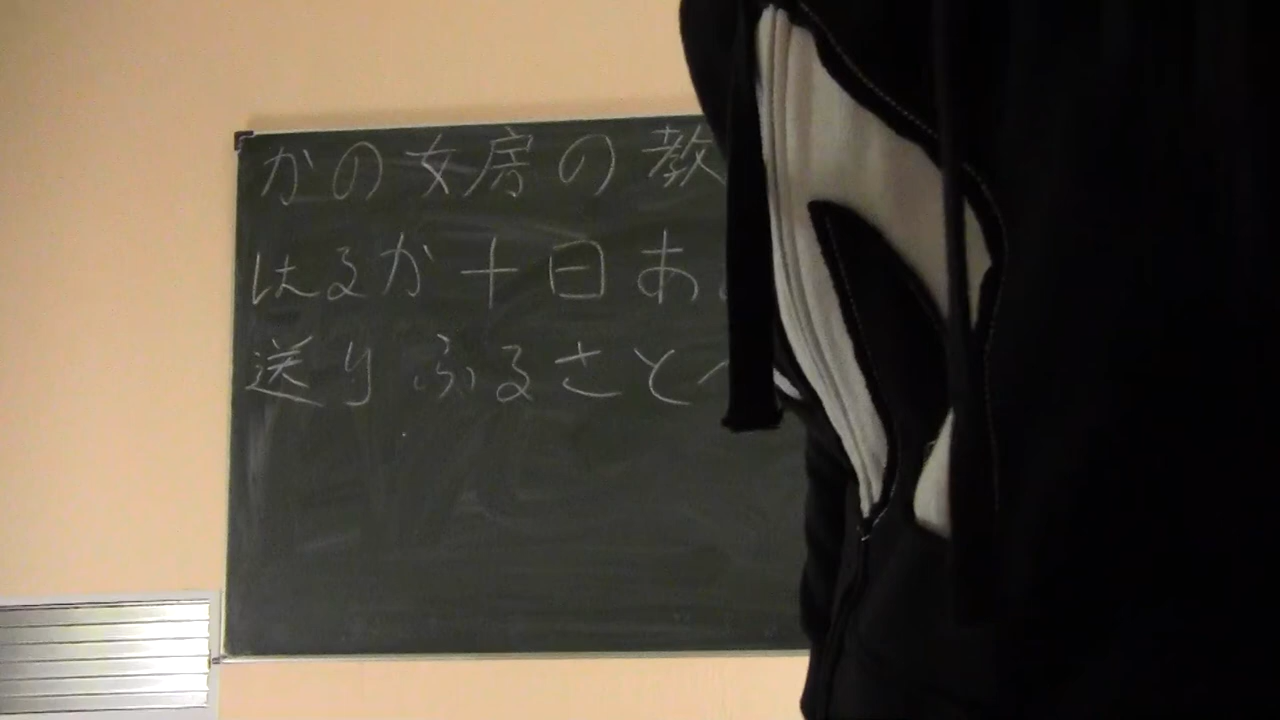 かの女房の教
はるか十日あ
送りふるさとへ